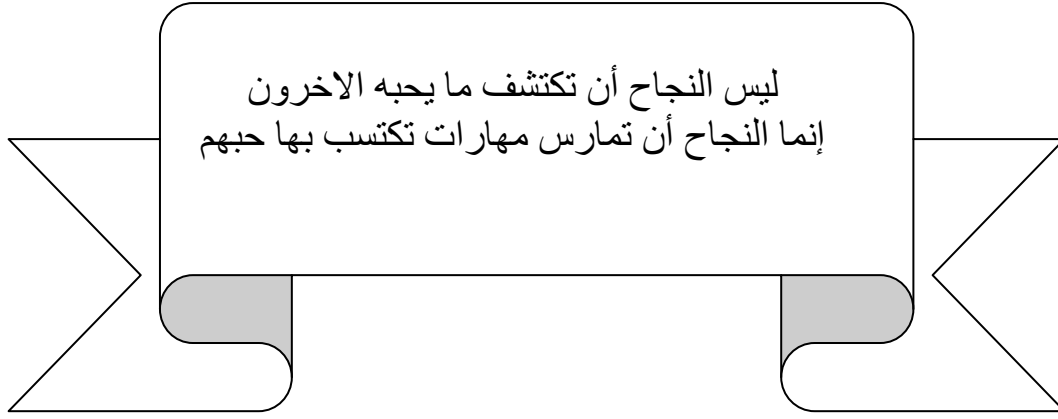 ليس النجاح أن تكتشف ما يحبه الاخرون
إنما النجاح أن تمارس مهارات تكتسب بها حبهم